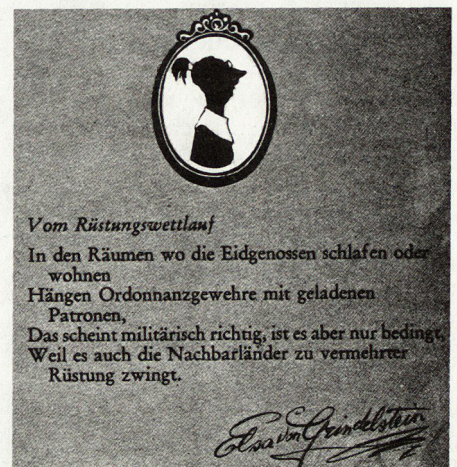 Vom Rüstungswettlauf
In den Räumen wo die Eidgenossen schlafen oder
wohnen
Hängen Ordonnanzgewehre mit geladenen
Patronen,
Das scheint militärisch richtig, ist es aber nur bedingt,
Weil es auch die Nachbarländer zu vermehrter
Rüstung zwingt.
Elsa von Grindelstein